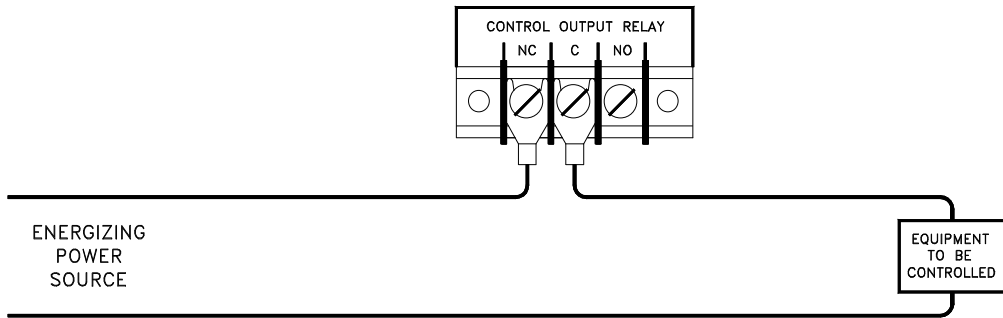 CONTROL OUTPUT RELAY
NC C NO
ENERGIZING
POWER
SOURCE
EQUIPMENT
TO BE
CONTROLLED